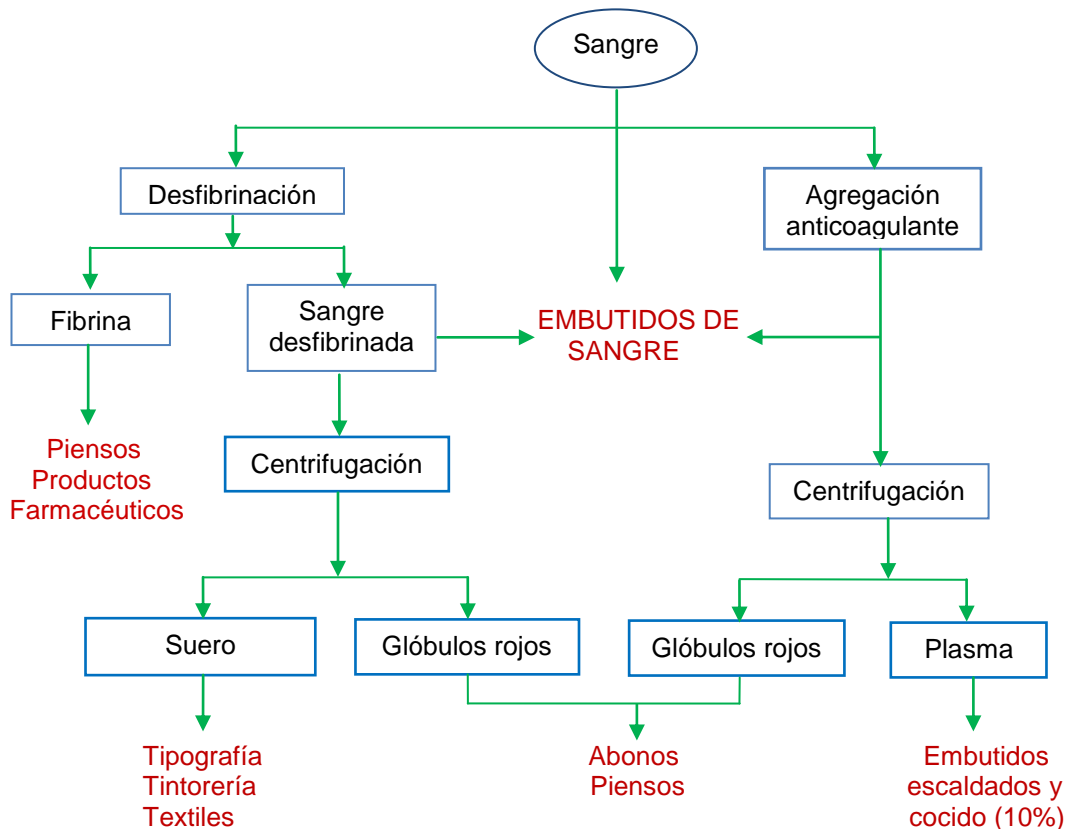 Sangre
Desfibrinación
Agregación
anticoagulante
Fibrina
Sangre
desfibrinada
EMBUTIDOS DE
SANGRE
Piensos
Productos
Farmacéuticos
Centrifugación
Centrifugación
Suero
Glóbulos rojos
Glóbulos rojos
Plasma
Tipografía
Tintorería
Textiles
Abonos
Piensos
Embutidos
escaldados y
cocido (10%)